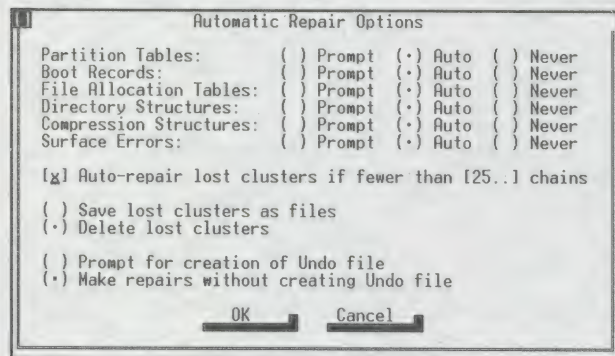 Automatic Repair Options
Partition Tables: ( ) Prompt (·) Auto ( ) Never
Boot Records: ( ) Prompt (·) Auto ( ) Never
File Allocation Tables: ( ) Prompt (·) Auto ( ) Never
Directory Structures: ( ) Prompt (·) Auto ( ) Never
Compression Structures: ( ) Prompt (·) Auto ( ) Never
Surface Errors: ( ) Prompt (·) Auto ( ) Never
[x] Auto-repair lost clusters if fewer than [25..] chains
( ) Save lost clusters as files
(·) Delete lost clusters
( ) Prompt for creation of Undo file
(·) Make repairs without creating Undo file
OK Cancel